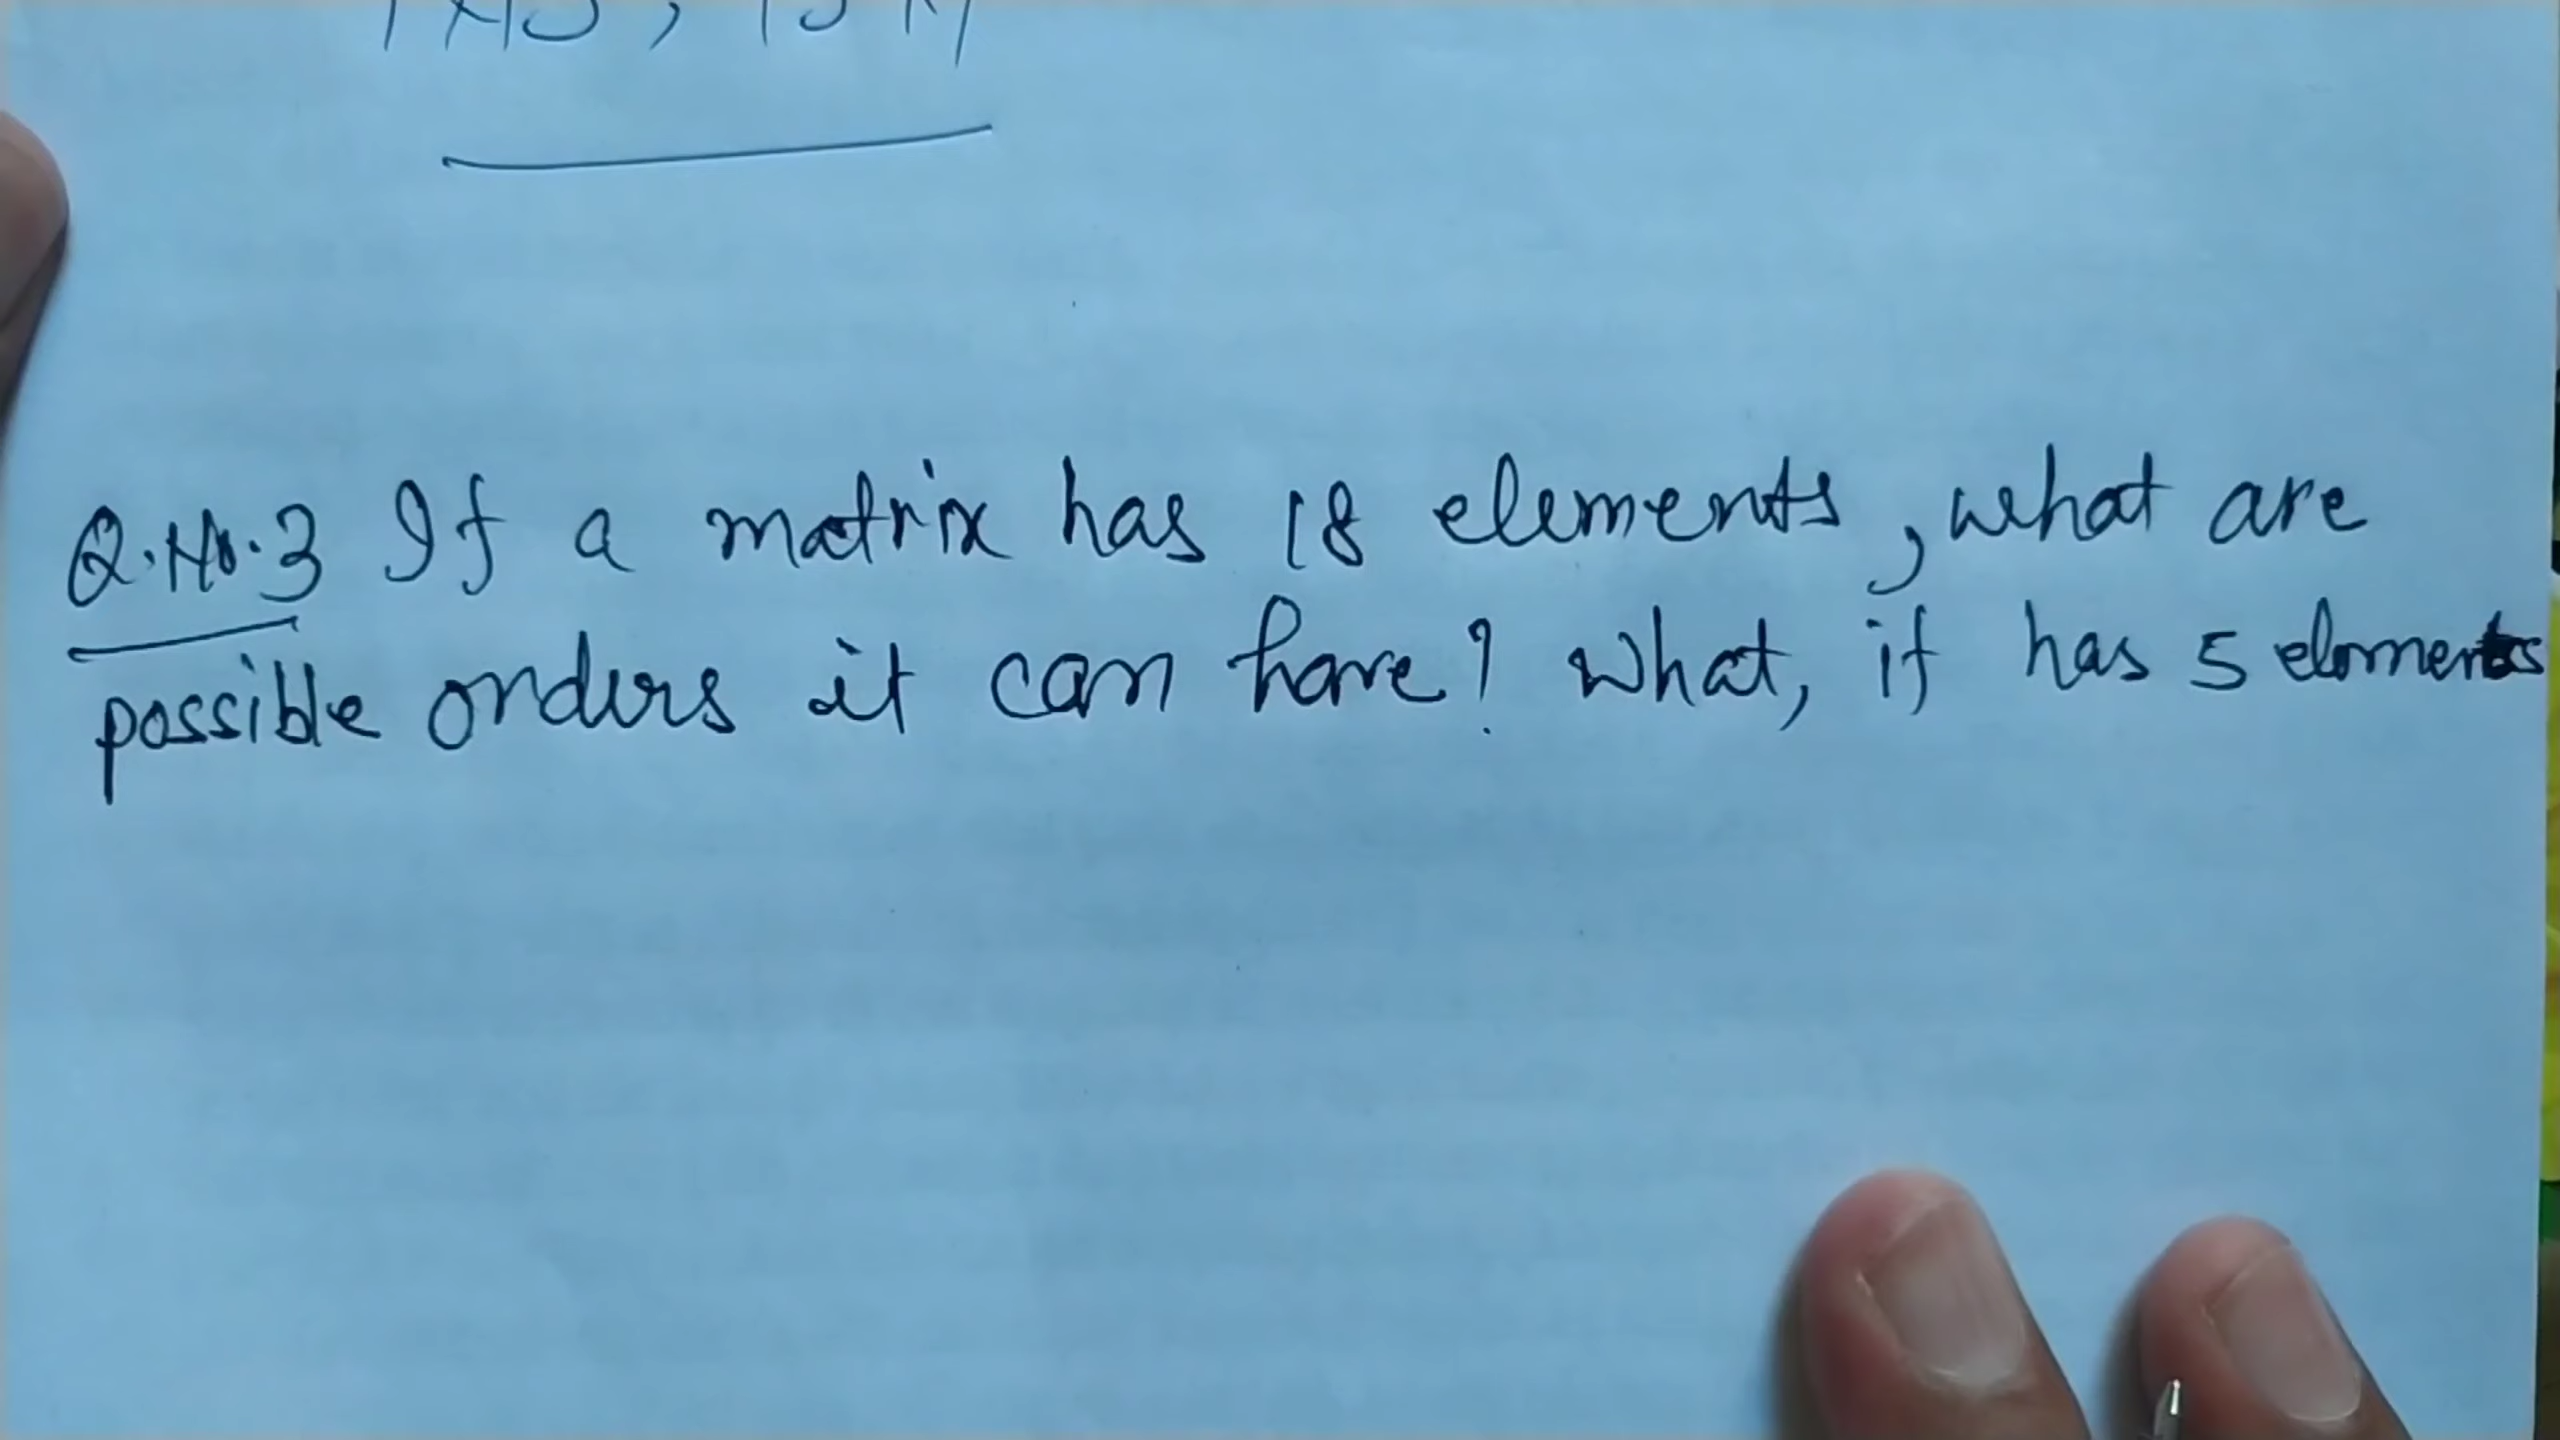 Q.No.3 If a matrix has 18 elements, what are
possible orders it can have? What, if has 5 elements